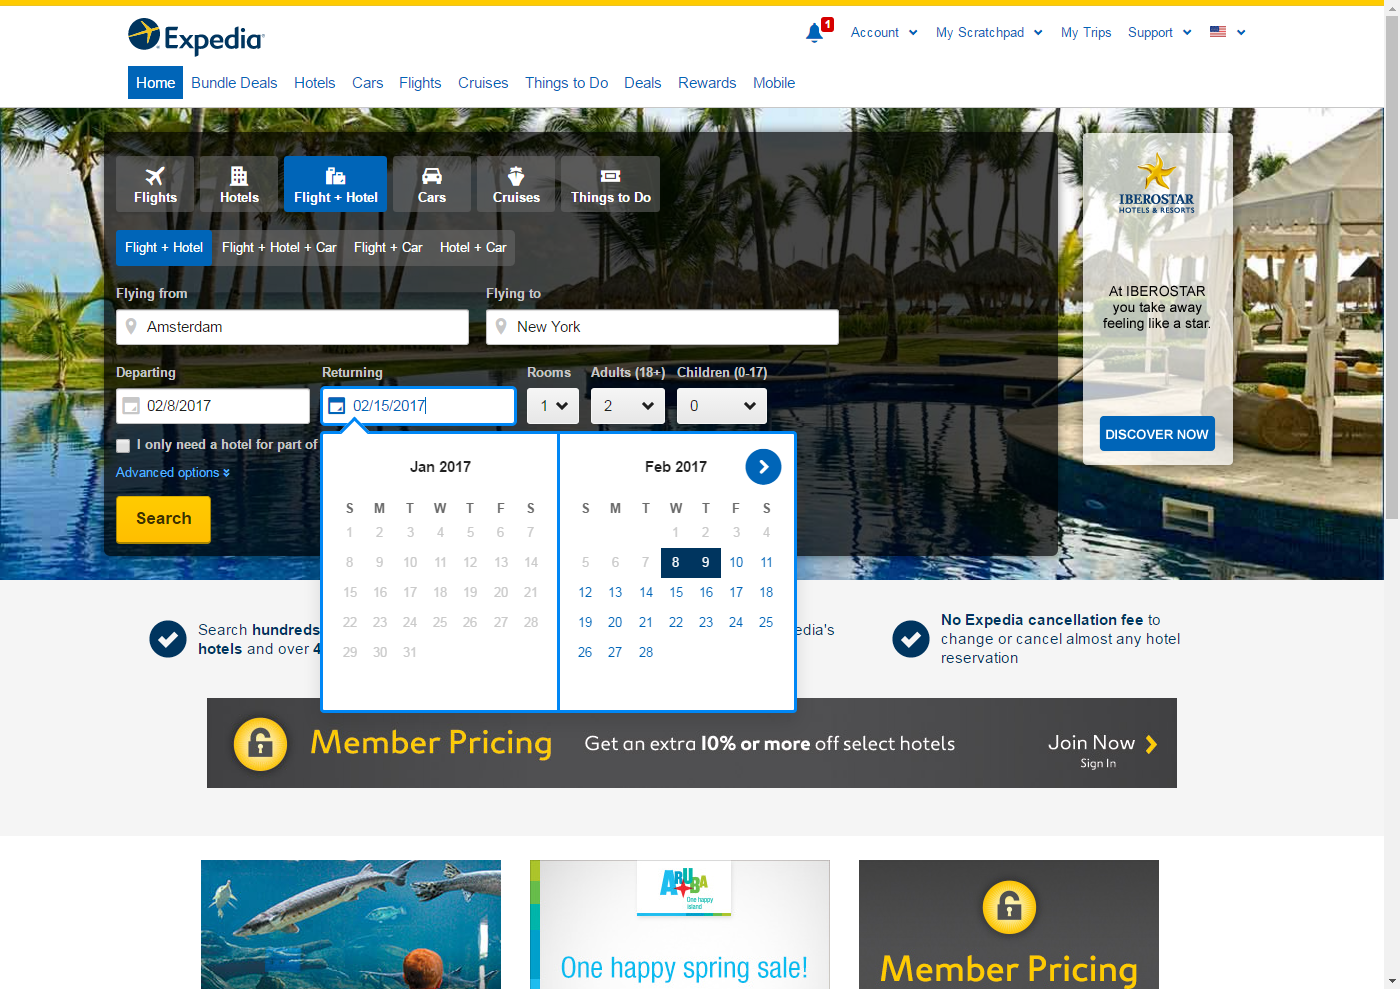 Expedia
1
Account
My Scratchpad
My Trips
Support
Home
Bundle Deals
Hotels
Cars
Flights
Cruises
Things to Do
Deals
Rewards
Mobile
Flights
Hotels
Flight + Hotel
Cars
Cruises
Things to Do
Flight + Hotel
Flight + Hotel + Car
Flight + Car
Hotel + Car
Flying from
Flying to
Amsterdam
New York
Departing
Returning
Rooms
Adults (18+)
Children (0-17)
02/8/2017
02/15/2017
1
2
0
I only need a hotel for part of
Advanced options
Search
Jan 2017
S M T W T F S
1 2 3 4 5 6 7
8 9 10 11 12 13 14
15 16 17 18 19 20 21
22 23 24 25 26 27 28
29 30 31
Feb 2017
S M T W T F S
1 2 3 4
5 6 7 8 9 10 11
12 13 14 15 16 17 18
19 20 21 22 23 24 25
26 27 28
IBEROSTAR
HOTELS & RESORTS
At IBEROSTAR
you take away
feeling like a star.
DISCOVER NOW
Search hundreds
hotels and over 4
edia's
No Expedia cancellation fee to
change or cancel almost any hotel
reservation
Member Pricing
Get an extra 10% or more off select hotels
Join Now
Sign In
ARUBA
One happy
island
One happy spring sale!
Member Pricing